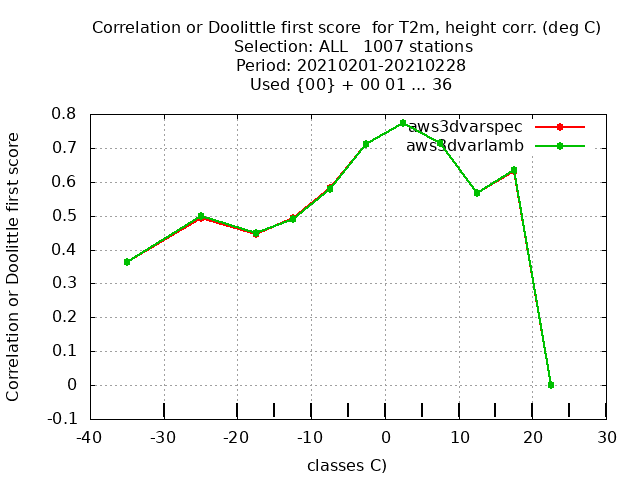 Correlation or Doolittle first score  for T2m, height corr. (deg C)
Selection: ALL   1007 stations
Period: 20210201-20210228
Used {00} + 00 01 ... 36
Correlation or Doolittle first score
0.8
0.7
0.6
0.5
0.4
0.3
0.2
0.1
0
-0.1
aws3dvarspec
aws3dvarlamb
-40 -30 -20 -10 0 10 20 30
classes C)